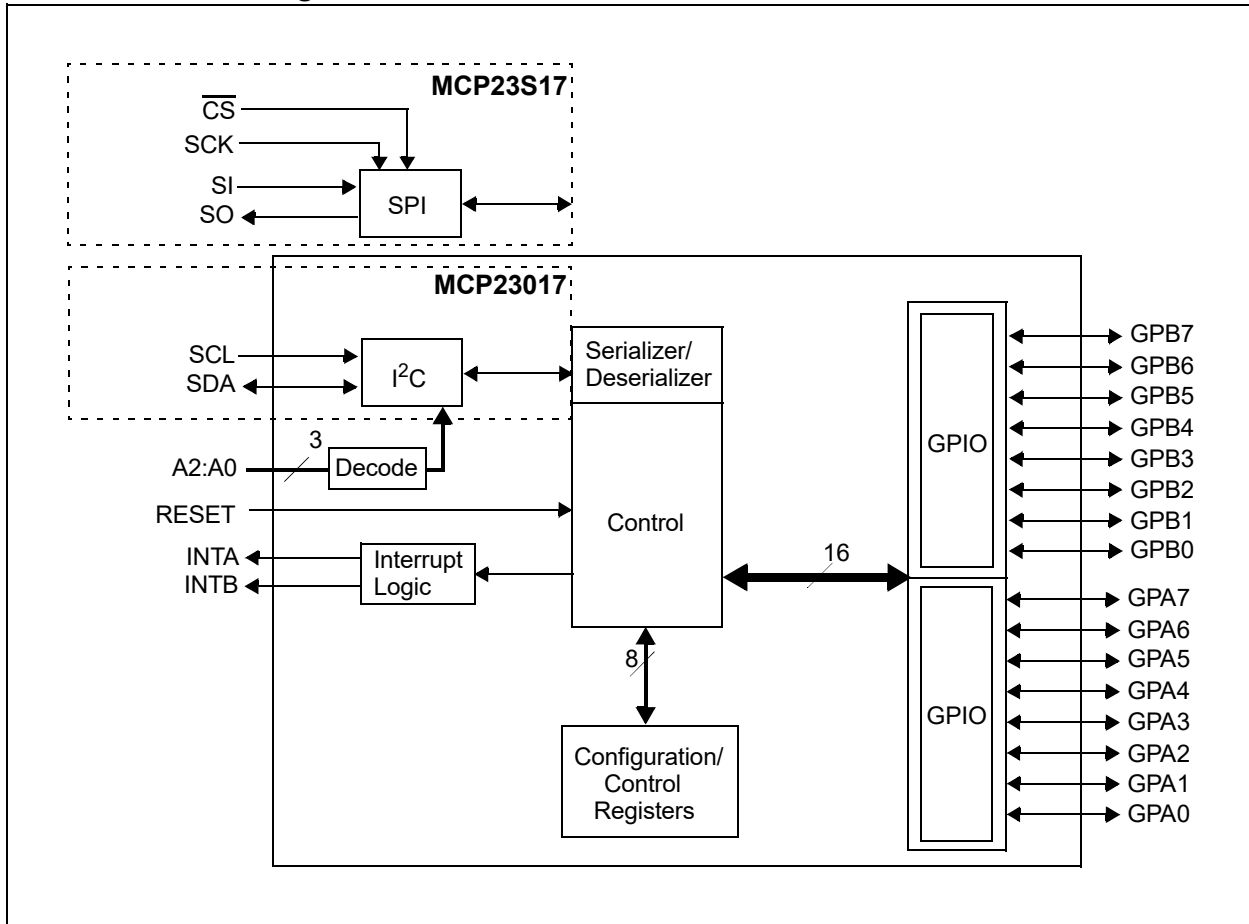 MCP23S17
CS
SCK
SI
SO
SPI
MCP23017
SCL
SDA
I²C
Serializer/
Deserializer
A2:A0
3
Decode
RESET
Control
INTA
INTB
Interrupt
Logic
16
8
Configuration/
Control
Registers
GPIO
GPB7
GPB6
GPB5
GPB4
GPB3
GPB2
GPB1
GPB0
GPIO
GPA7
GPA6
GPA5
GPA4
GPA3
GPA2
GPA1
GPA0